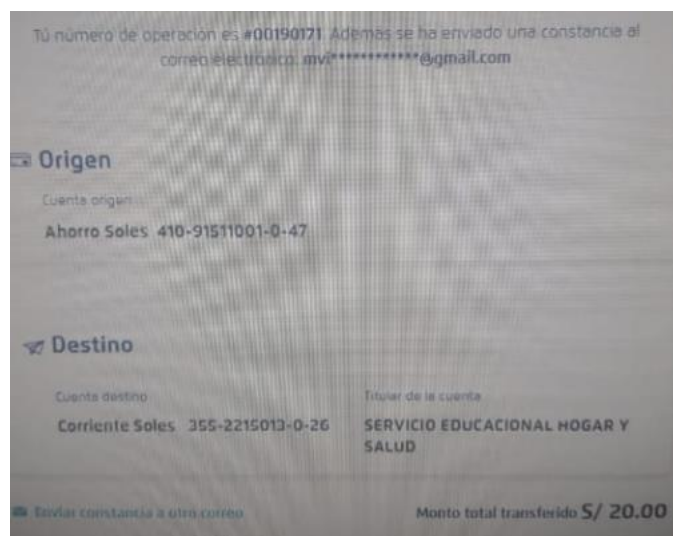 Tú número de operación es #00190171. Además se ha enviado una constancia al
correo electrónico: mvi************@gmail.com
Origen
Cuenta origen
Ahorro Soles 410-91511001-0-47
Destino
Cuenta destino
Titular de la cuenta
Corriente Soles 355-2215013-0-26
SERVICIO EDUCACIONAL HOGAR Y
SALUD
Enviar constancia a otro correo
Monto total transferido S/ 20.00